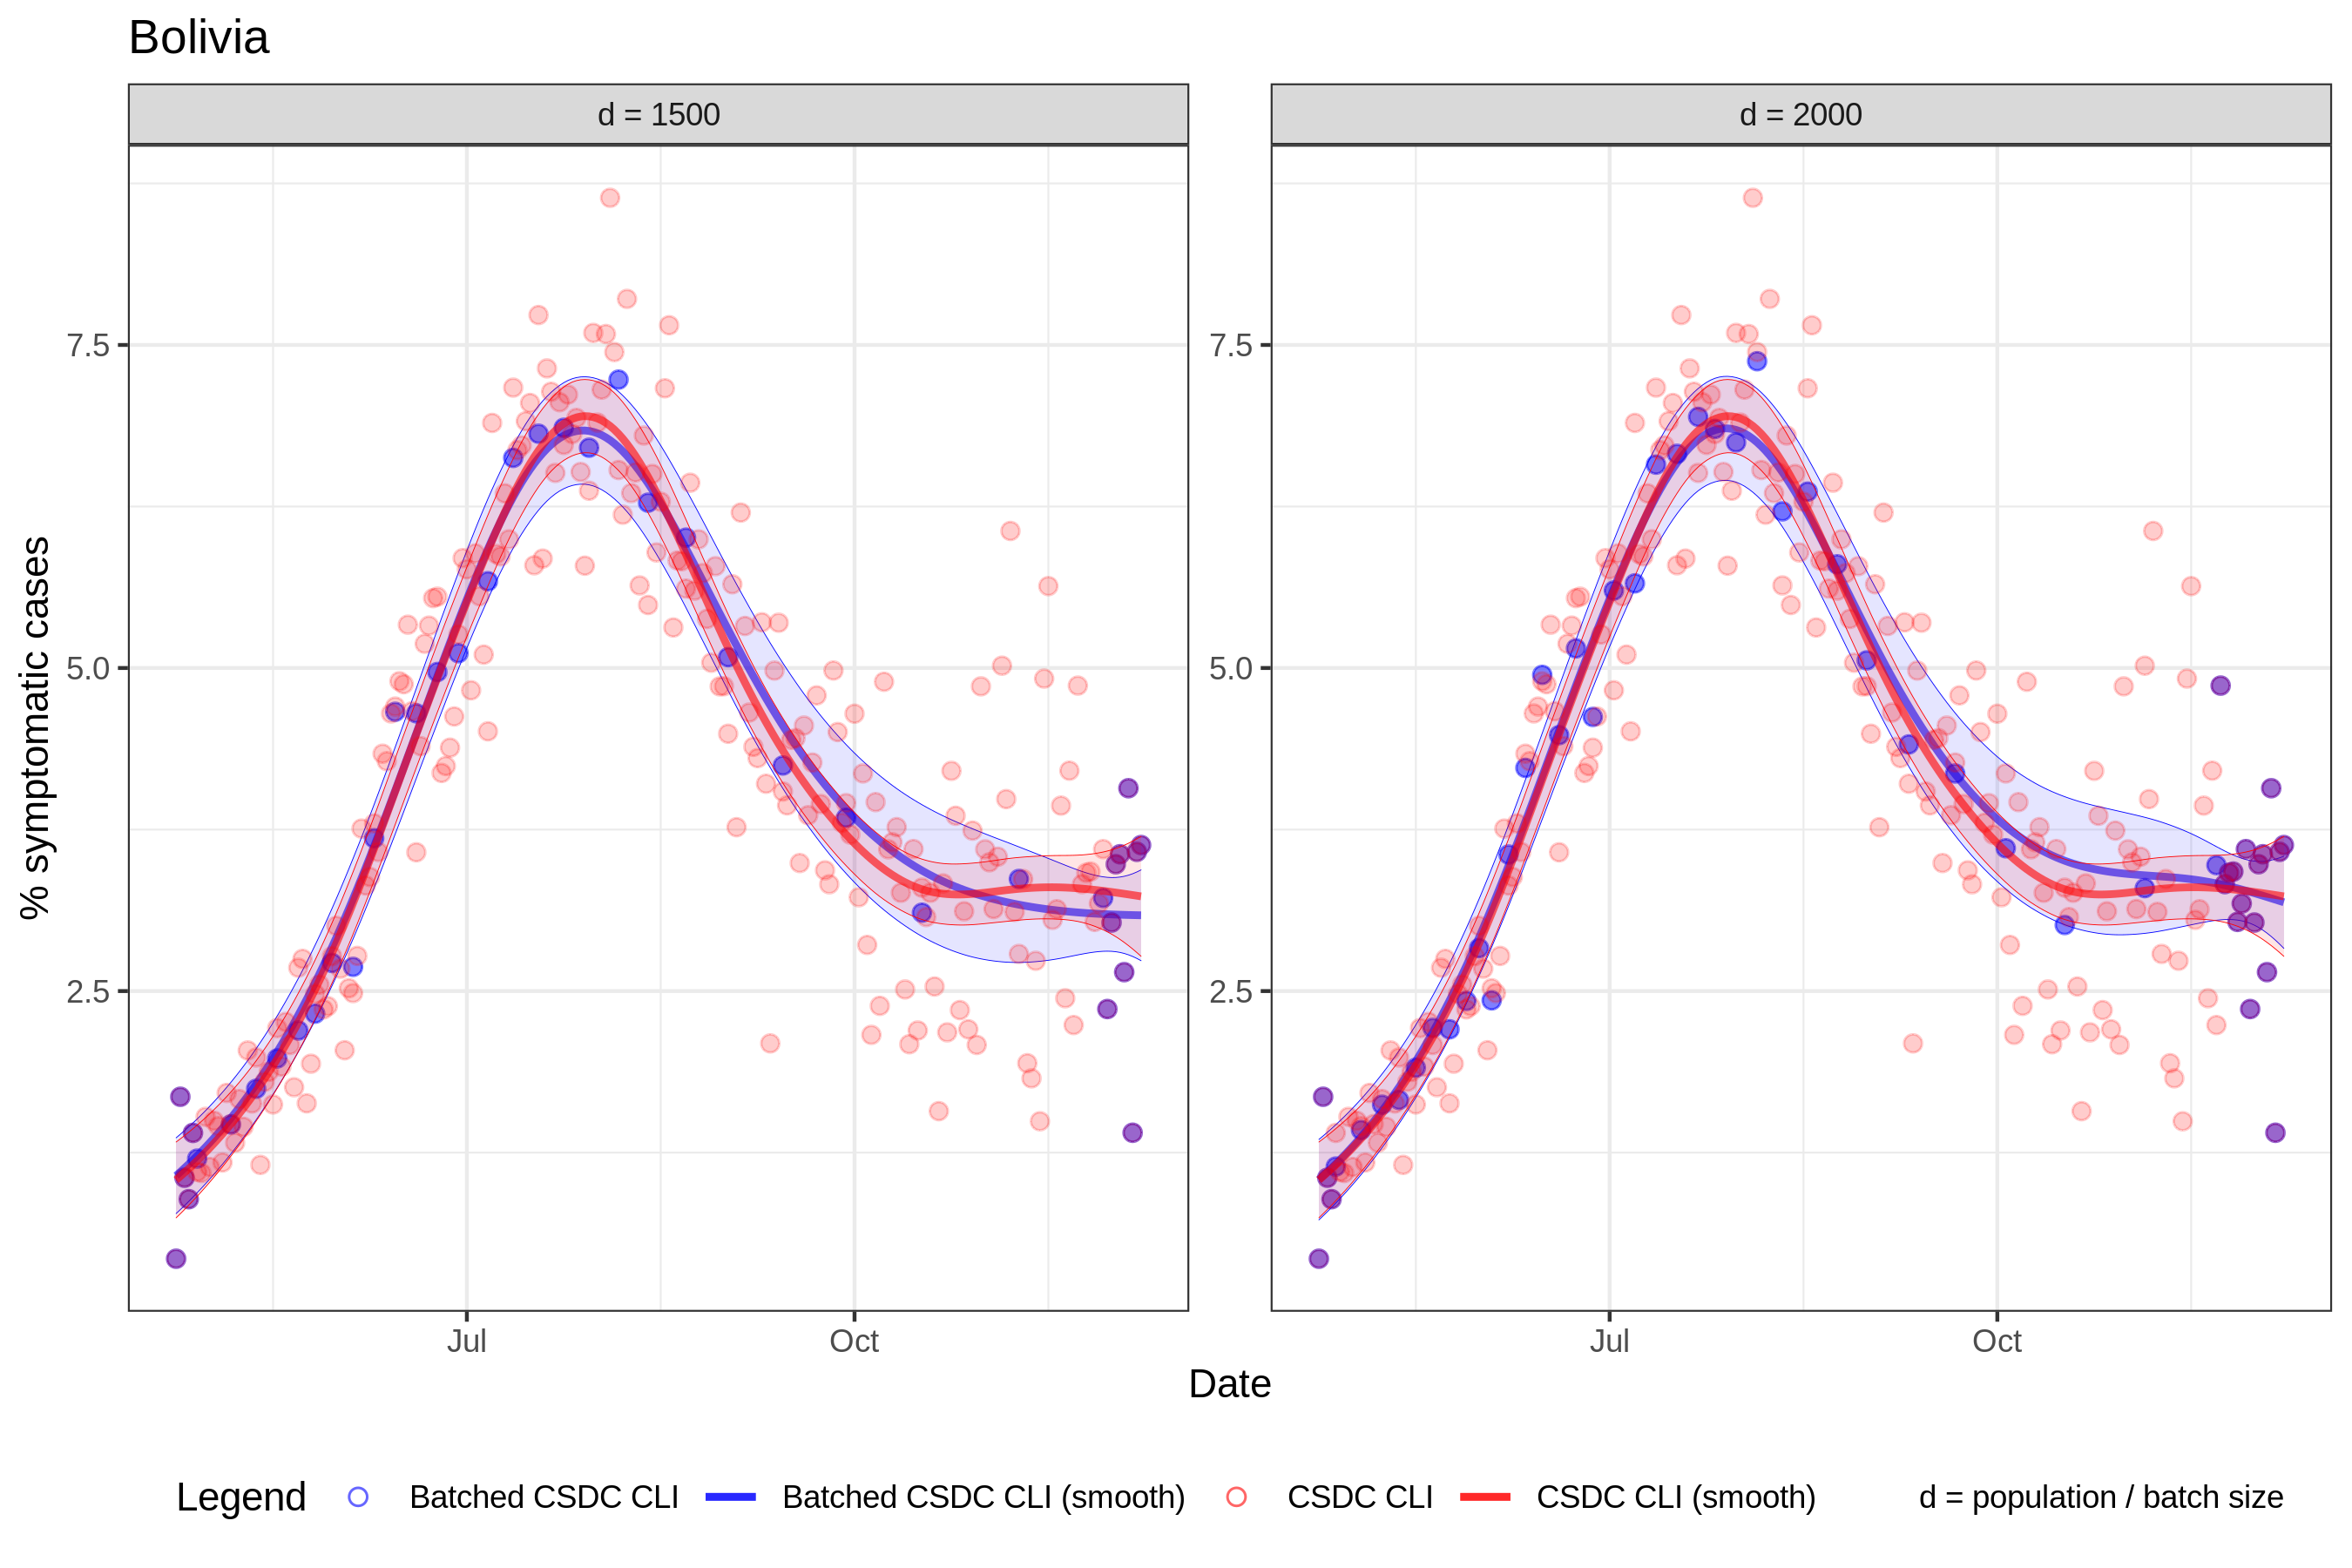 Bolivia
d = 1500
d = 2000
% symptomatic cases
7.5
5.0
2.5
7.5
5.0
2.5
Jul
Oct
Jul
Oct
Date
Legend
Batched CSDC CLI
Batched CSDC CLI (smooth)
CSDC CLI
CSDC CLI (smooth)
d = population / batch size